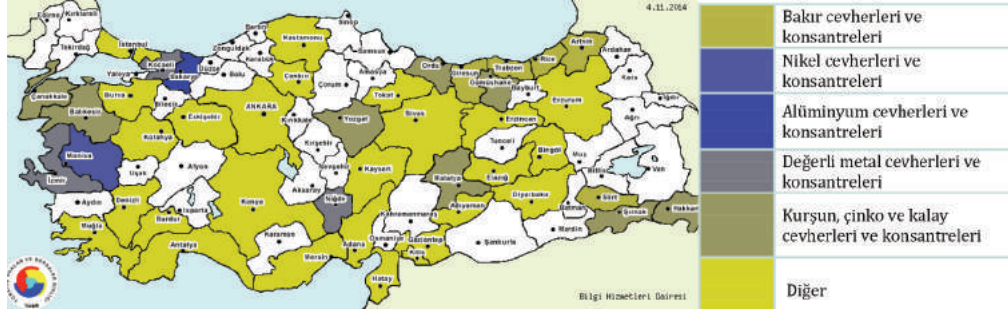 4.11.2014
Edirne
Kırklareli
Tekirdağ
İstanbul
Kocaeli
Yalova
Sakarya
Düzce
Bolu
Zonguldak
Bartın
Karabük
Kastamonu
Sinop
Samsun
Çankırı
Çorum
Amasya
Tokat
Ordu
Giresun
Trabzon
Gümüşhane
Rize
Artvin
Ardahan
Kars
Iğdır
Ağrı
Bayburt
Erzurum
Erzincan
Çanakkale
Balıkesir
Bursa
Bilecik
Eskişehir
ANKARA
Kırıkkale
Yozgat
Sivas
Kütahya
Manisa
İzmir
Uşak
Afyon
Kırşehir
Nevşehir
Kayseri
Aksaray
Niğde
Konya
Tunceli
Bingöl
Muş
Elazığ
Malatya
Bitlis
Van
Aydın
Denizli
Burdur
Isparta
Muğla
Antalya
Karaman
Mersin
Adana
Osmaniye
Kahramanmaraş
Adıyaman
Gaziantep
Kilis
Hatay
Şanlıurfa
Diyarbakır
Batman
Mardin
Siirt
Şırnak
Hakkari
Bilgi Hizmetleri Dairesi
Bakır cevherleri ve
konsantreleri
Nikel cevherleri ve
konsantreleri
Alüminyum cevherleri ve
konsantreleri
Değerli metal cevherleri ve
konsantreleri
Kurşun, çinko ve kalay
cevherleri ve konsantreleri
Diğer